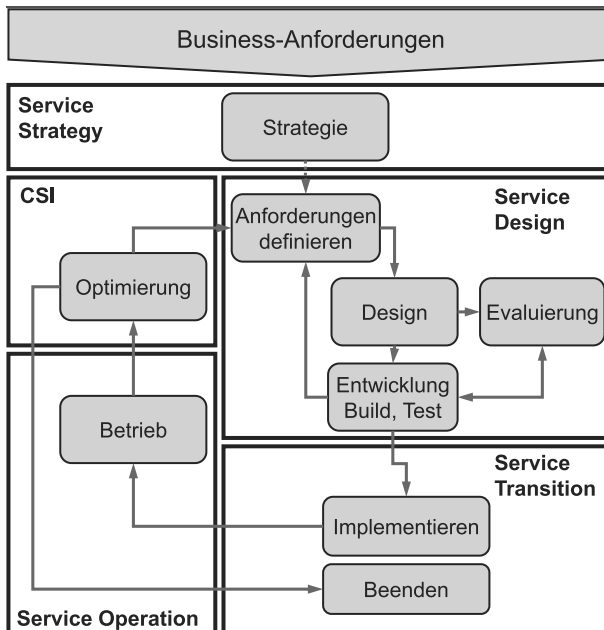 Business-Anforderungen
Service
Strategy
Strategie
CSI
Service
Design
Anforderungen
definieren
Optimierung
Design
Evaluierung
Entwicklung
Build, Test
Betrieb
Service
Transition
Implementieren
Beenden
Service Operation